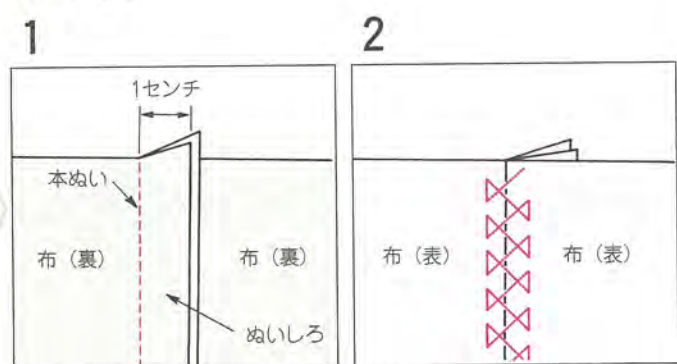 1
1センチ
本ぬい
布（裏）
布（裏）
ぬいしろ
2
布（表）
布（表）